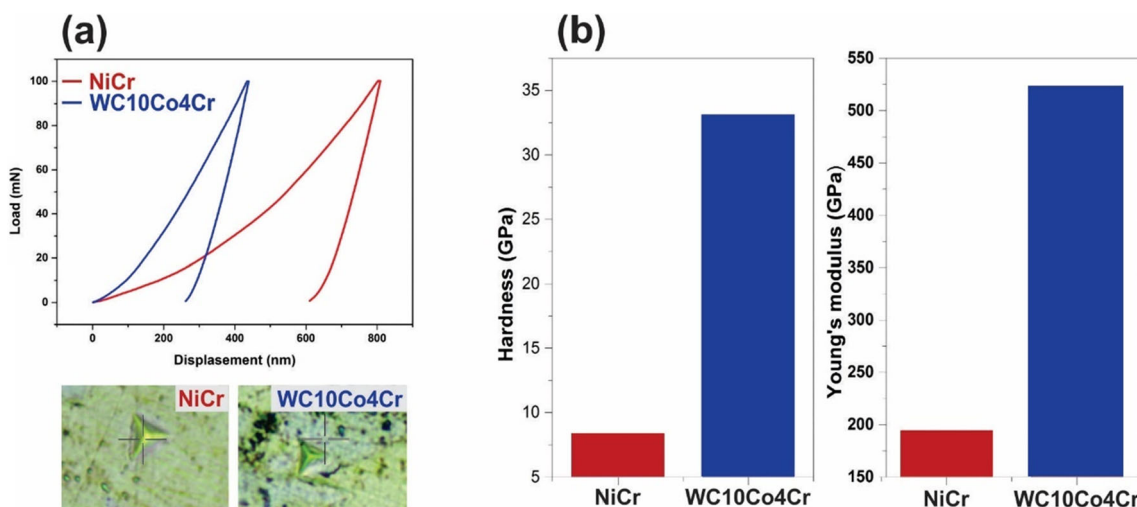 (a)
NiCr
WC10Co4Cr
100
80
60
40
20
0
Load (mN)
0 200 400 600 800
Displasement (nm)
NiCr
WC10Co4Cr
(b)
35
30
25
20
15
10
5
Hardness (GPa)
NiCr WC10Co4Cr
550
500
450
400
350
300
250
200
150
Young's modulus (GPa)
NiCr WC10Co4Cr